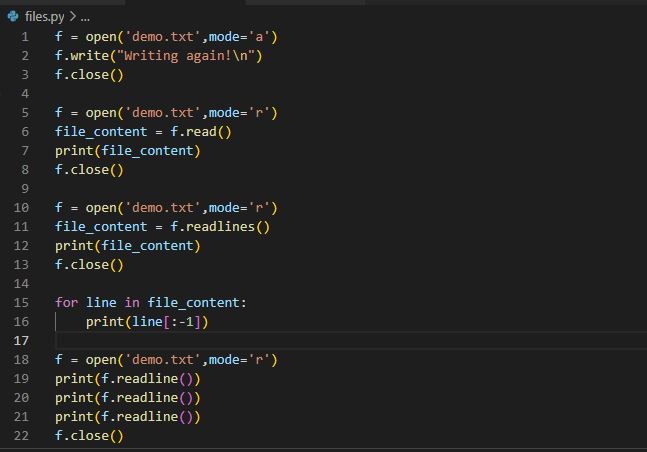 files.py > ...
1 f = open('demo.txt',mode='a')
2 f.write("Writing again!\n")
3 f.close()
4
5 f = open('demo.txt',mode='r')
6 file_content = f.read()
7 print(file_content)
8 f.close()
9
10 f = open('demo.txt',mode='r')
11 file_content = f.readlines()
12 print(file_content)
13 f.close()
14
15 for line in file_content:
16     print(line[:-1])
17
18 f = open('demo.txt',mode='r')
19 print(f.readline())
20 print(f.readline())
21 print(f.readline())
22 f.close()